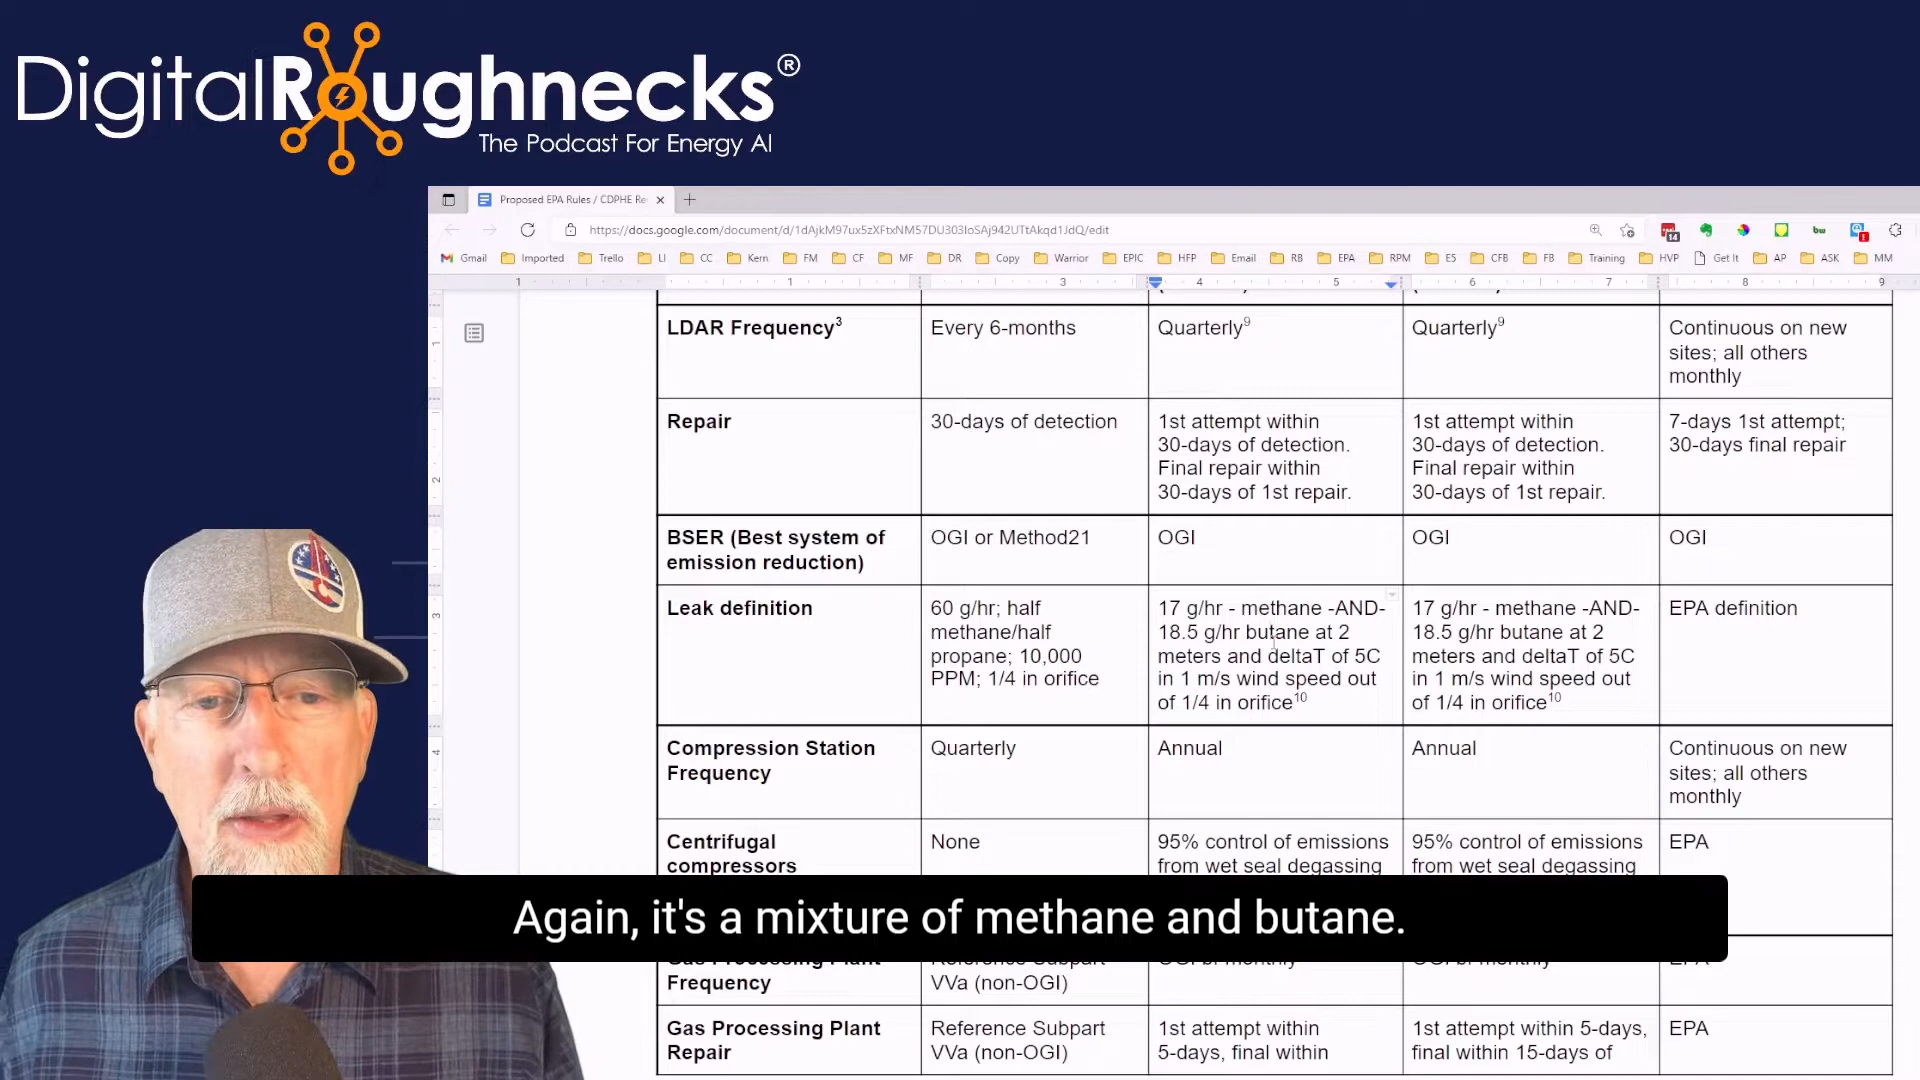 DigitalRoughnecks®
The Podcast For Energy AI
Proposed EPA Rules / CDPHE Re
https://docs.google.com/document/d/1dAjkM97ux5zXFtxNM57DU303IoSAj942UTtAkqd1JdQ/edit
14
bw
1
Gmail Imported Trello LI CC Kern FM CF MF DR Copy Warrior EPIC HFP Email RB EPA RPM E5 CFB FB Training HVP Get It AP ASK MM
1 1 3 4 5 6 7 8 9
LDAR Frequency³ Every 6-months Quarterly⁹ Quarterly⁹ Continuous on new
sites; all others
monthly
Repair 30-days of detection 1st attempt within 1st attempt within 7-days 1st attempt;
30-days of detection. 30-days of detection. 30-days final repair
Final repair within Final repair within
30-days of 1st repair. 30-days of 1st repair.
BSER (Best system of OGI or Method21 OGI OGI OGI
emission reduction)
Leak definition 60 g/hr; half 17 g/hr - methane -AND- 17 g/hr - methane -AND- EPA definition
methane/half 18.5 g/hr butane at 2 18.5 g/hr butane at 2
propane; 10,000 meters and deltaT of 5C meters and deltaT of 5C
PPM; 1/4 in orifice in 1 m/s wind speed out in 1 m/s wind speed out
of 1/4 in orifice¹⁰ of 1/4 in orifice¹⁰
Compression Station Quarterly Annual Annual Continuous on new
Frequency sites; all others
monthly
Centrifugal None 95% control of emissions 95% control of emissions EPA
compressors from wet seal degassing from wet seal degassing
Again, it's a mixture of methane and butane.
Frequency VVa (non-OGI)
Gas Processing Plant Reference Subpart 1st attempt within 1st attempt within 5-days, EPA
Repair VVa (non-OGI) 5-days, final within final within 15-days of